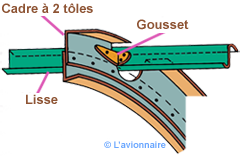 Cadre à 2 tôles
Gousset
Lisse
© L'avionnaire